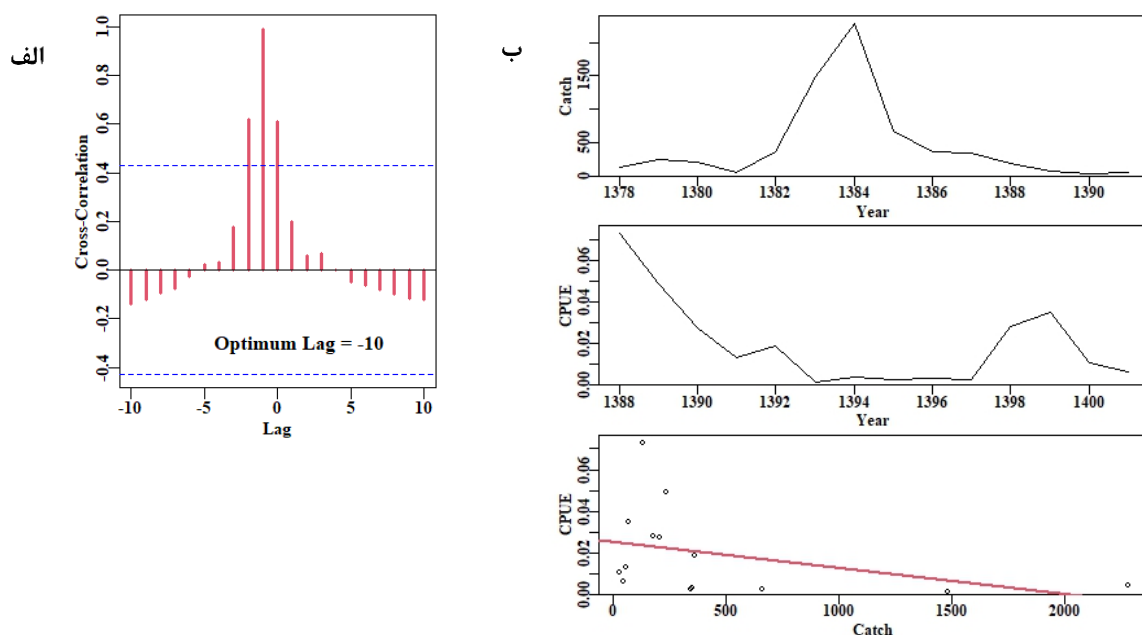 الف
1.0
0.8
0.6
0.4
0.2
0.0
-0.2
-0.4
Cross-Correlation
Optimum Lag = -10
-10 -5 0 5 10
Lag
ب
1500
500
0
Catch
1378 1380 1382 1384 1386 1388 1390
Year
0.06
0.04
0.02
0.00
CPUE
1388 1390 1392 1394 1396 1398 1400
Year
0.06
0.04
0.02
0.00
CPUE
0 500 1000 1500 2000
Catch